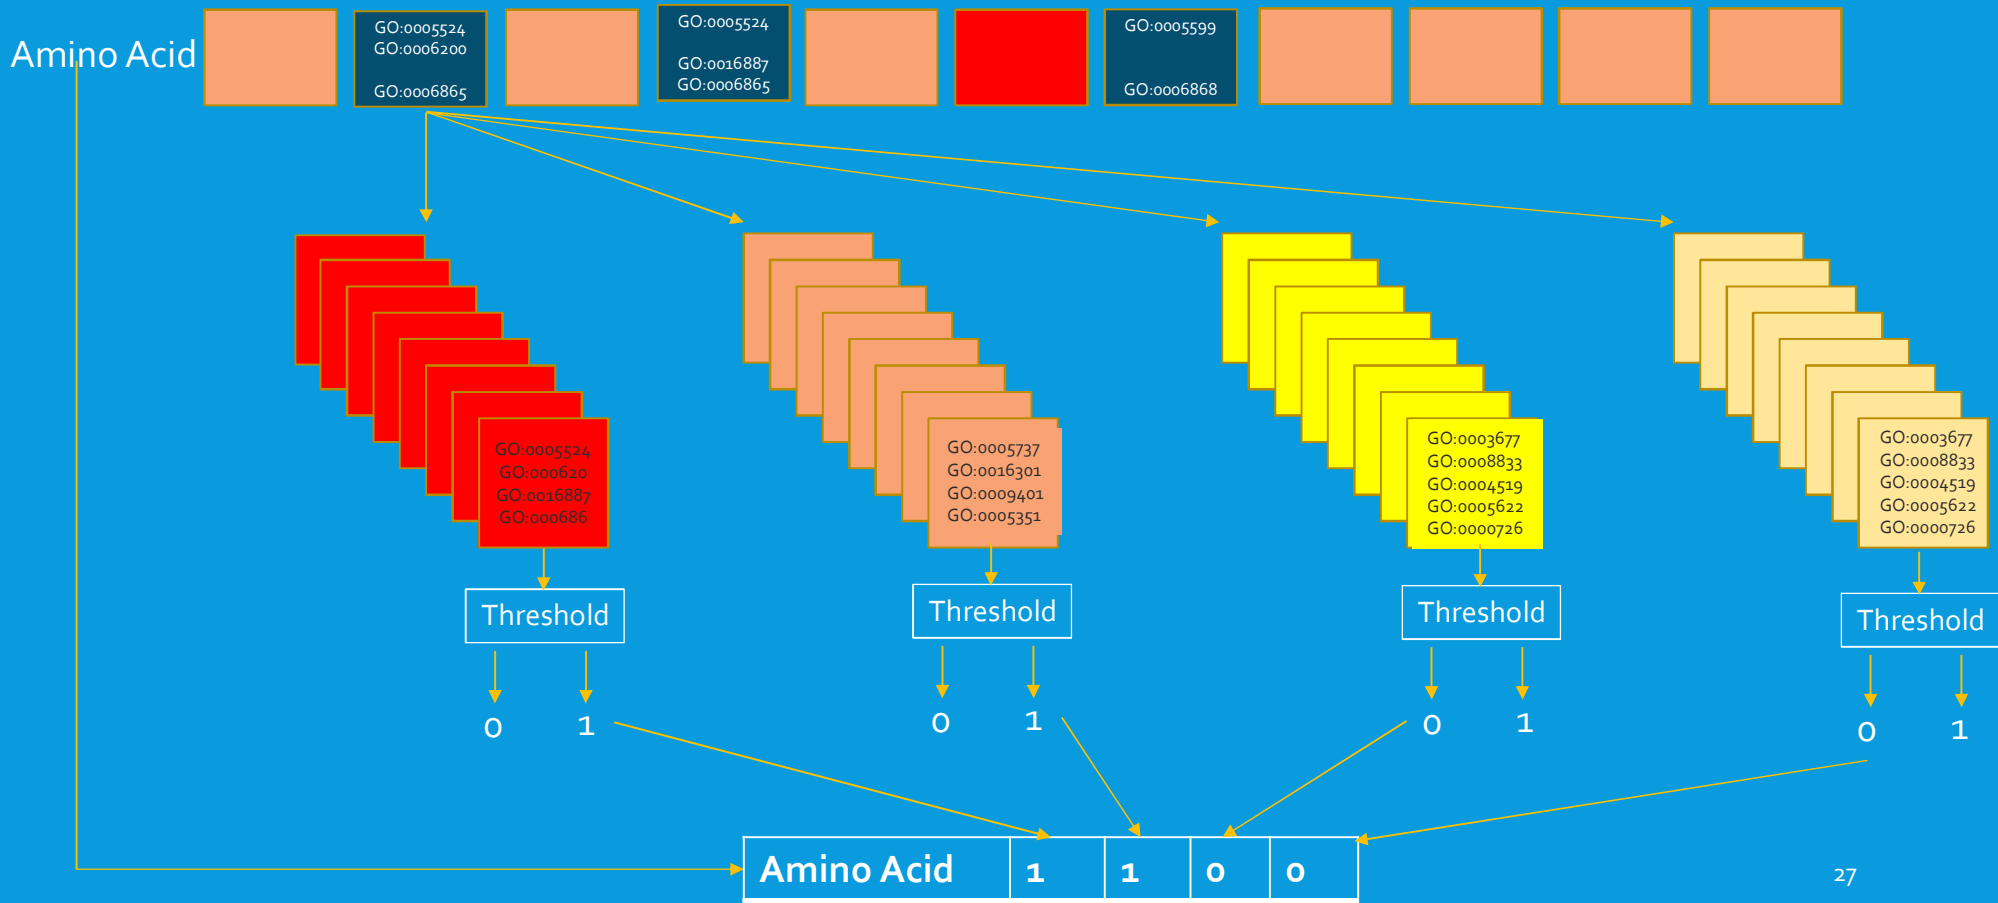 Amino Acid
GO:0005524
GO:0006200
GO:0006865
GO:0005524
GO:0016887
GO:0006865
GO:0005599
GO:0006868
GO:0005524
GO:000620
GO:0016887
GO:000686
GO:0005737
GO:0016301
GO:0009401
GO:0005351
GO:0003677
GO:0008833
GO:0004519
GO:0005622
GO:0000726
GO:0003677
GO:0008833
GO:0004519
GO:0005622
GO:0000726
Threshold
Threshold
Threshold
Threshold
0 1
0 1
0 1
0 1
Amino Acid 1 1 0 0
27